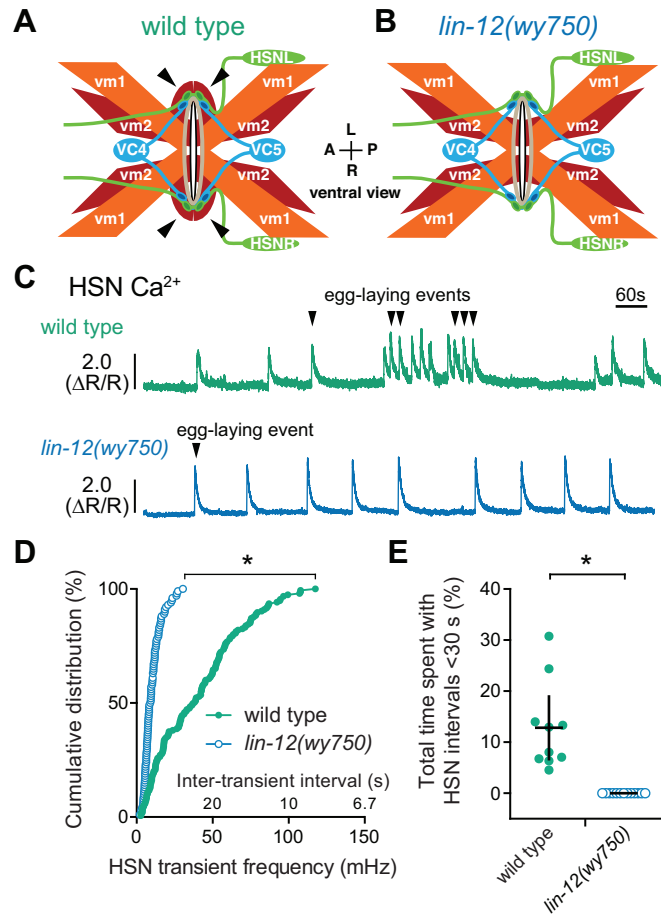 A
wild type
HSNL
vm1
vm1
vm2
vm2
VC4
VC5
vm2
vm2
vm1
vm1
HSNR
L
A P
R
ventral view
B
lin-12(wy750)
HSNL
vm1
vm1
vm2
vm2
VC4
VC5
vm2
vm2
vm1
vm1
HSNR
C
HSN Ca²⁺
egg-laying events
60s
wild type
2.0
(ΔR/R)
lin-12(wy750)
egg-laying event
2.0
(ΔR/R)
D
*
Cumulative distribution (%)
100
50
0
wild type
lin-12(wy750)
Inter-transient interval (s)
20 10 6.7
0 50 100 150
HSN transient frequency (mHz)
E
*
Total time spent with
HSN intervals <30 s (%)
40
30
20
10
0
wild type
lin-12(wy750)